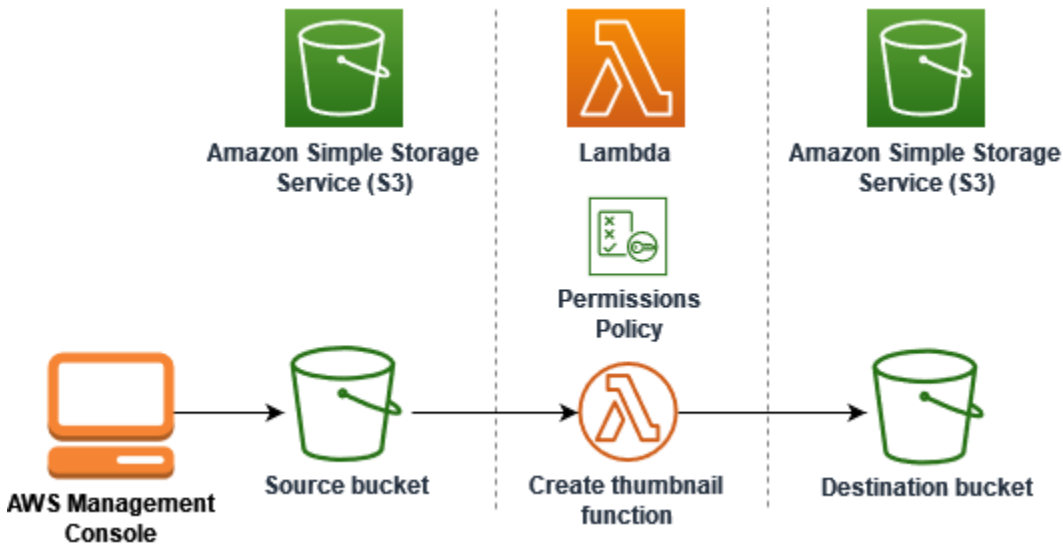 Amazon Simple Storage
Service (S3)
Lambda
Amazon Simple Storage
Service (S3)
Permissions
Policy
AWS Management
Console
Source bucket
Create thumbnail
function
Destination bucket